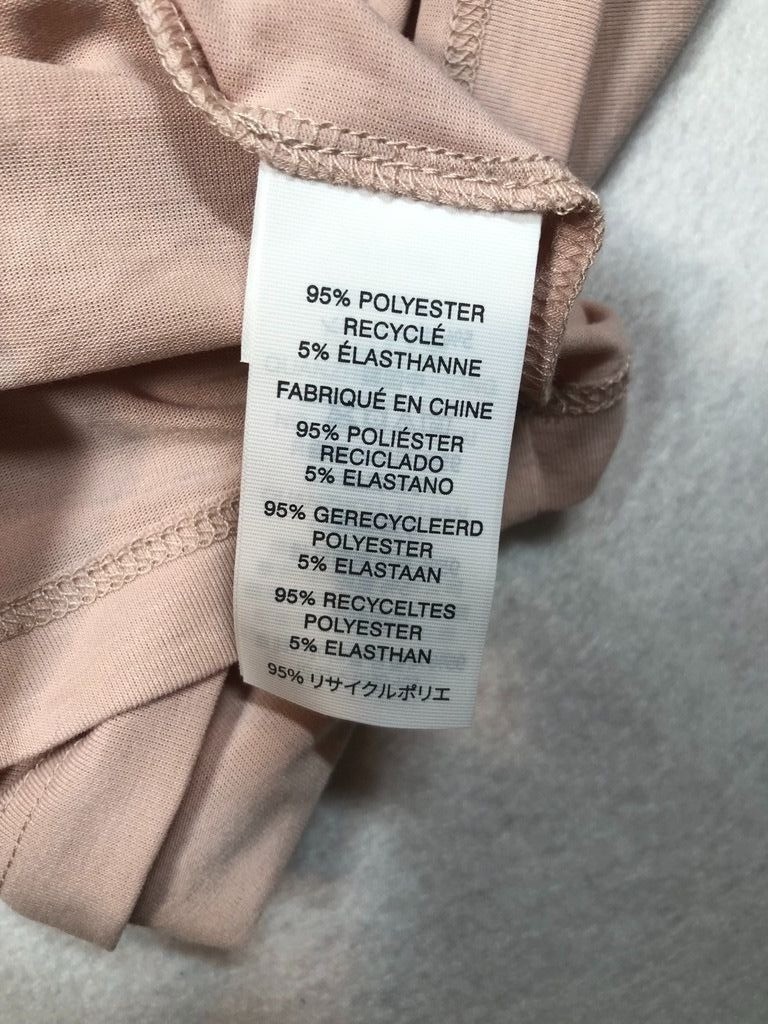 95% POLYESTER
RECYCLÉ
5% ÉLASTHANNE
FABRIQUÉ EN CHINE
95% POLIÉSTER
RECICLADO
5% ELASTANO
95% GERECYCLEERD
POLYESTER
5% ELASTAAN
95% RECYCELTES
POLYESTER
5% ELASTHAN
95% リサイクルポリエ